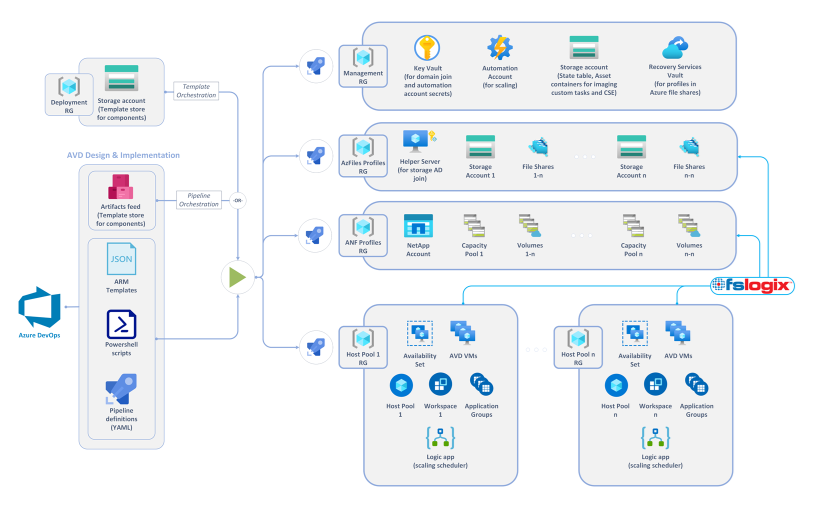 Deployment
RG
Storage account
(Template store
for components)
Template
Orchestration
Management
RG
Key Vault
(for domain join
and automation
account secrets)
Automation
Account
(for scaling)
Storage account
(State table, Asset
containers for imaging
custom tasks and CSE)
Recovery Services
Vault
(for profiles in
Azure file shares)
AVD Design & Implementation
Artifacts feed
(Template store
for components)
Pipeline
Orchestration
-OR-
AzFiles Profiles
RG
Helper Server
(for storage AD
join)
Storage
Account 1
File Shares
1-n
Storage
Account n
File Shares
n-n
ANF Profiles
RG
NetApp
Account
Capacity
Pool 1
Volumes
1-n
Capacity
Pool n
Volumes
n-n
JSON
ARM
Templates
Azure DevOps
Powershell
scripts
Pipeline
definitions
(YAML)
fslogix
Host Pool 1
RG
Availability
Set
AVD VMs
Host Pool
1
Workspace
1
Application
Groups
Logic app
(scaling scheduler)
Host Pool n
RG
Availability
Set
AVD VMs
Host Pool
n
Workspace
n
Application
Groups
Logic app
(scaling scheduler)